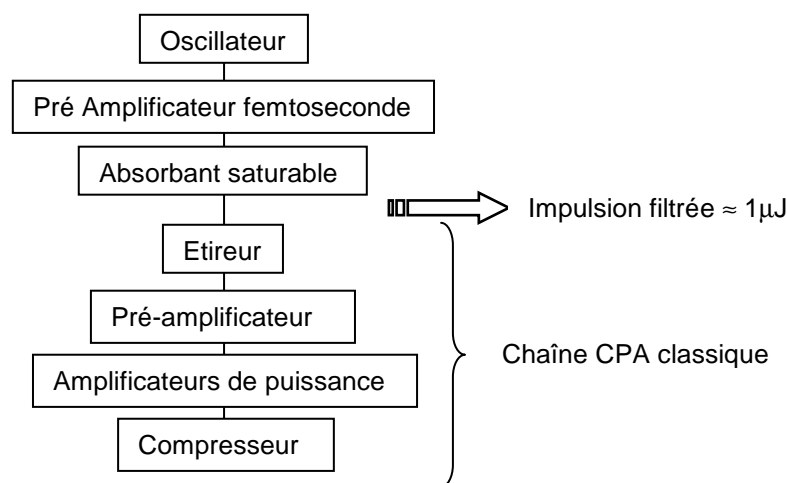 Oscillateur
Pré Amplificateur femtoseconde
Absorbant saturable
Impulsion filtrée ≈ 1μJ
Etireur
Pré-amplificateur
Chaîne CPA classique
Amplificateurs de puissance
Compresseur